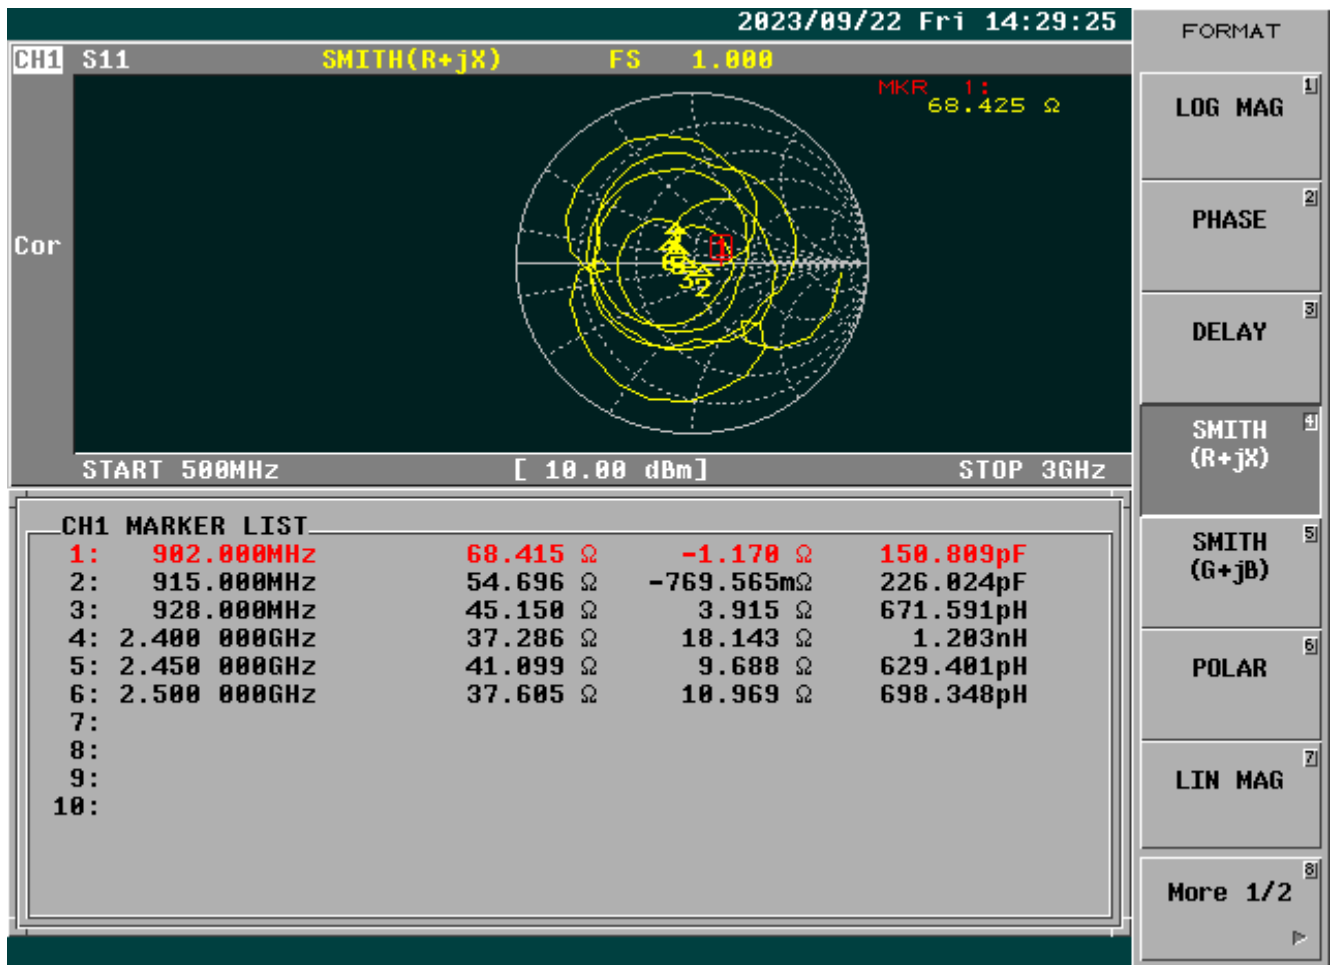 2023/09/22 Fri 14:29:25
CH1 S11 SMITH(R+jX) FS 1.000
MKR 1:
68.425 Ω
1
2
3
Cor
START 500MHz [ 10.00 dBm] STOP 3GHz
CH1 MARKER LIST
1: 902.000MHz 68.415 Ω -1.170 Ω 150.809pF
2: 915.000MHz 54.696 Ω -769.565mΩ 226.024pF
3: 928.000MHz 45.150 Ω 3.915 Ω 671.591pH
4: 2.400 000GHz 37.286 Ω 18.143 Ω 1.203nH
5: 2.450 000GHz 41.099 Ω 9.688 Ω 629.401pH
6: 2.500 000GHz 37.605 Ω 10.969 Ω 698.348pH
7:
8:
9:
10:
FORMAT
1
LOG MAG
2
PHASE
3
DELAY
4
SMITH
(R+jX)
5
SMITH
(G+jB)
6
POLAR
7
LIN MAG
8
More 1/2